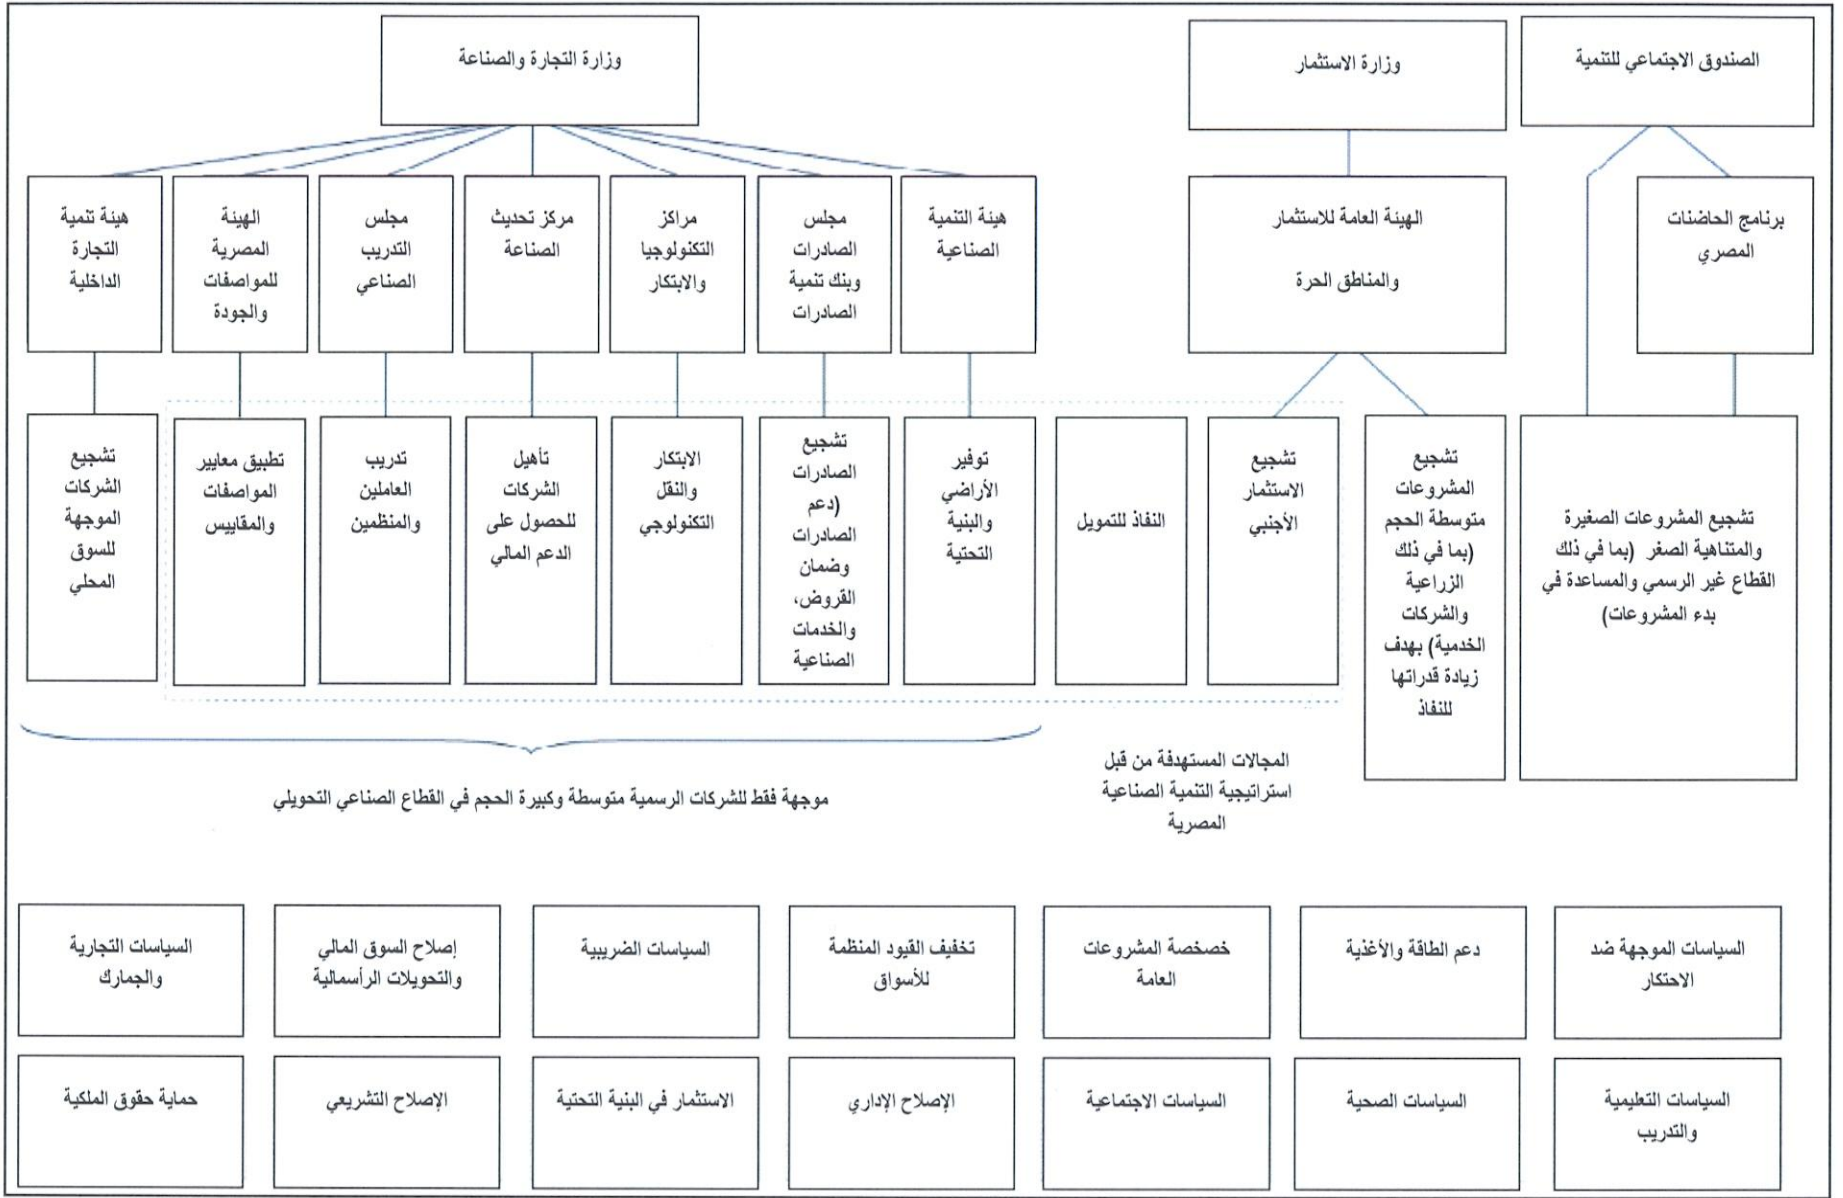 الصندوق الاجتماعي للتنمية
وزارة الاستثمار
وزارة التجارة والصناعة
برنامج الحاضنات
المصري
الهيئة العامة للاستثمار
والمناطق الحرة
هيئة التنمية
الصناعية
مجلس
الصادرات
وبنك تنمية
الصادرات
مراكز
التكنولوجيا
والابتكار
مركز تحديث
الصناعة
مجلس
التدريب
الصناعي
الهيئة
المصرية
للمواصفات
والجودة
هيئة تنمية
التجارة
الداخلية
تشجيع المشروعات الصغيرة
والمتناهية الصغر (بما في ذلك
القطاع غير الرسمي والمساعدة في
بدء المشروعات)
تشجيع
المشروعات
متوسطة الحجم
(بما في ذلك
الزراعية
والشركات
الخدمية) بهدف
زيادة قدراتها
للنفاذ
تشجيع
الاستثمار
الأجنبي
النفاذ للتمويل
توفير
الأراضي
والبنية
التحتية
تشجيع
الصادرات
(دعم
الصادرات
وضمان
القروض،
والخدمات
الصناعية
الابتكار
والنقل
التكنولوجي
تأهيل
الشركات
للحصول على
الدعم المالي
تدريب
العاملين
والمنظمين
تطبيق معايير
المواصفات
والمقاييس
تشجيع
الشركات
الموجهة
للسوق
المحلي
المجالات المستهدفة من قبل
استراتيجية التنمية الصناعية
المصرية
موجهة فقط للشركات الرسمية متوسطة وكبيرة الحجم في القطاع الصناعي التحويلي
السياسات الموجهة ضد
الاحتكار
دعم الطاقة والأغذية
خصخصة المشروعات
العامة
تخفيف القيود المنظمة
للأسواق
السياسات الضريبية
إصلاح السوق المالي
والتحويلات الرأسمالية
السياسات التجارية
والجمارك
السياسات التعليمية
والتدريب
السياسات الصحية
السياسات الاجتماعية
الإصلاح الإداري
الاستثمار في البنية التحتية
الإصلاح التشريعي
حماية حقوق الملكية